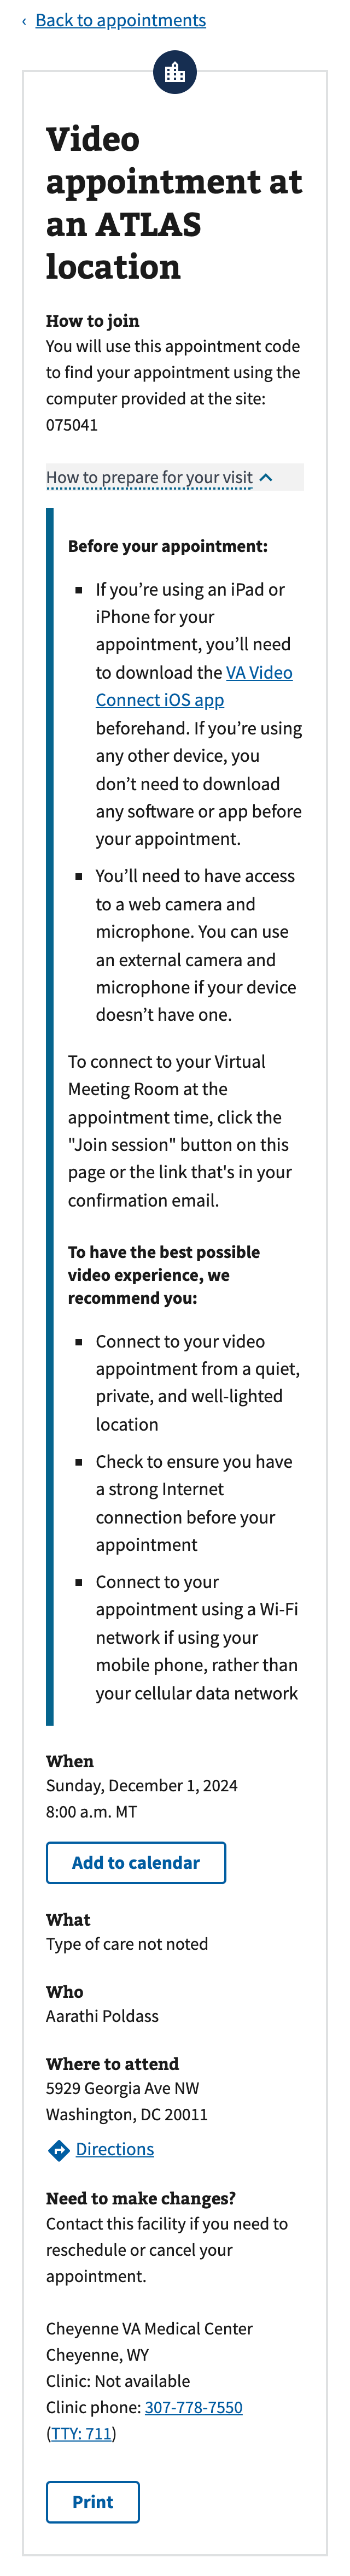 ‹ Back to appointments
Video
appointment at
an ATLAS
location
How to join
You will use this appointment code
to find your appointment using the
computer provided at the site:
075041
How to prepare for your visit
Before your appointment:
If you’re using an iPad or
iPhone for your
appointment, you’ll need
to download the VA Video
Connect iOS app
beforehand. If you’re using
any other device, you
don’t need to download
any software or app before
your appointment.
You’ll need to have access
to a web camera and
microphone. You can use
an external camera and
microphone if your device
doesn’t have one.
To connect to your Virtual
Meeting Room at the
appointment time, click the
"Join session" button on this
page or the link that's in your
confirmation email.
To have the best possible
video experience, we
recommend you:
Connect to your video
appointment from a quiet,
private, and well-lighted
location
Check to ensure you have
a strong Internet
connection before your
appointment
Connect to your
appointment using a Wi-Fi
network if using your
mobile phone, rather than
your cellular data network
When
Sunday, December 1, 2024
8:00 a.m. MT
Add to calendar
What
Type of care not noted
Who
Aarathi Poldass
Where to attend
5929 Georgia Ave NW
Washington, DC 20011
Directions
Need to make changes?
Contact this facility if you need to
reschedule or cancel your
appointment.
Cheyenne VA Medical Center
Cheyenne, WY
Clinic: Not available
Clinic phone: 307-778-7550
(TTY: 711)
Print